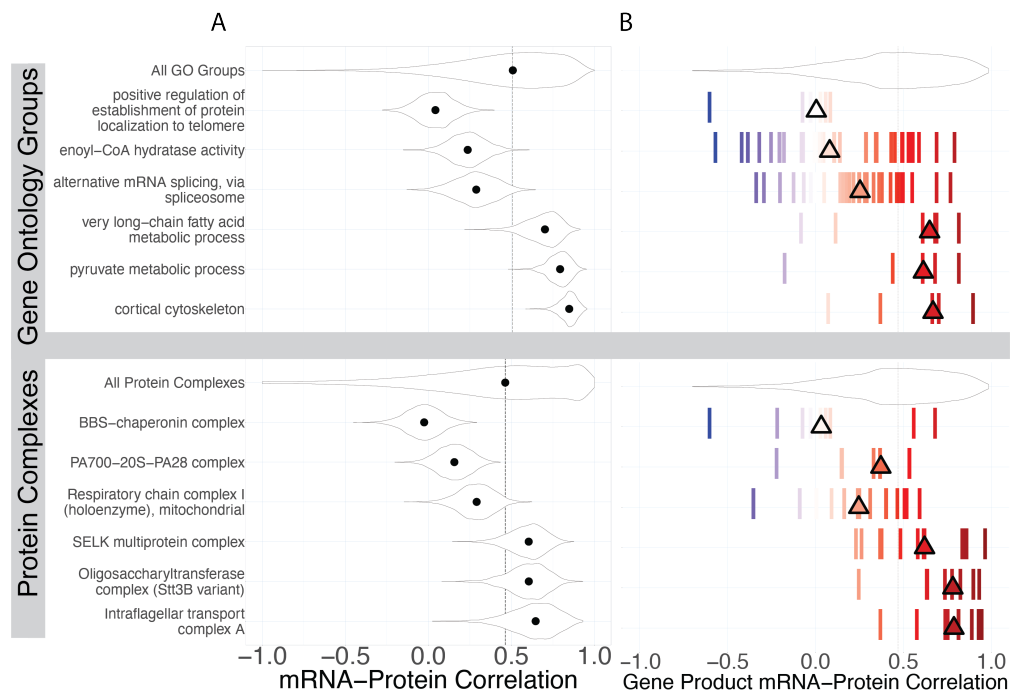 A
B
Gene Ontology Groups
All GO Groups
positive regulation of
establishment of protein
localization to telomere
enoyl−CoA hydratase activity
alternative mRNA splicing, via
spliceosome
very long−chain fatty acid
metabolic process
pyruvate metabolic process
cortical cytoskeleton
Protein Complexes
All Protein Complexes
BBS−chaperonin complex
PA700−20S−PA28 complex
Respiratory chain complex I
(holoenzyme), mitochondrial
SELK multiprotein complex
Oligosaccharyltransferase
complex (Stt3B variant)
Intraflagellar transport
complex A
−1.0 −0.5 0.0 0.5 1.0
mRNA−Protein Correlation
−1.0 −0.5 0.0 0.5 1.0
Gene Product mRNA−Protein Correlation